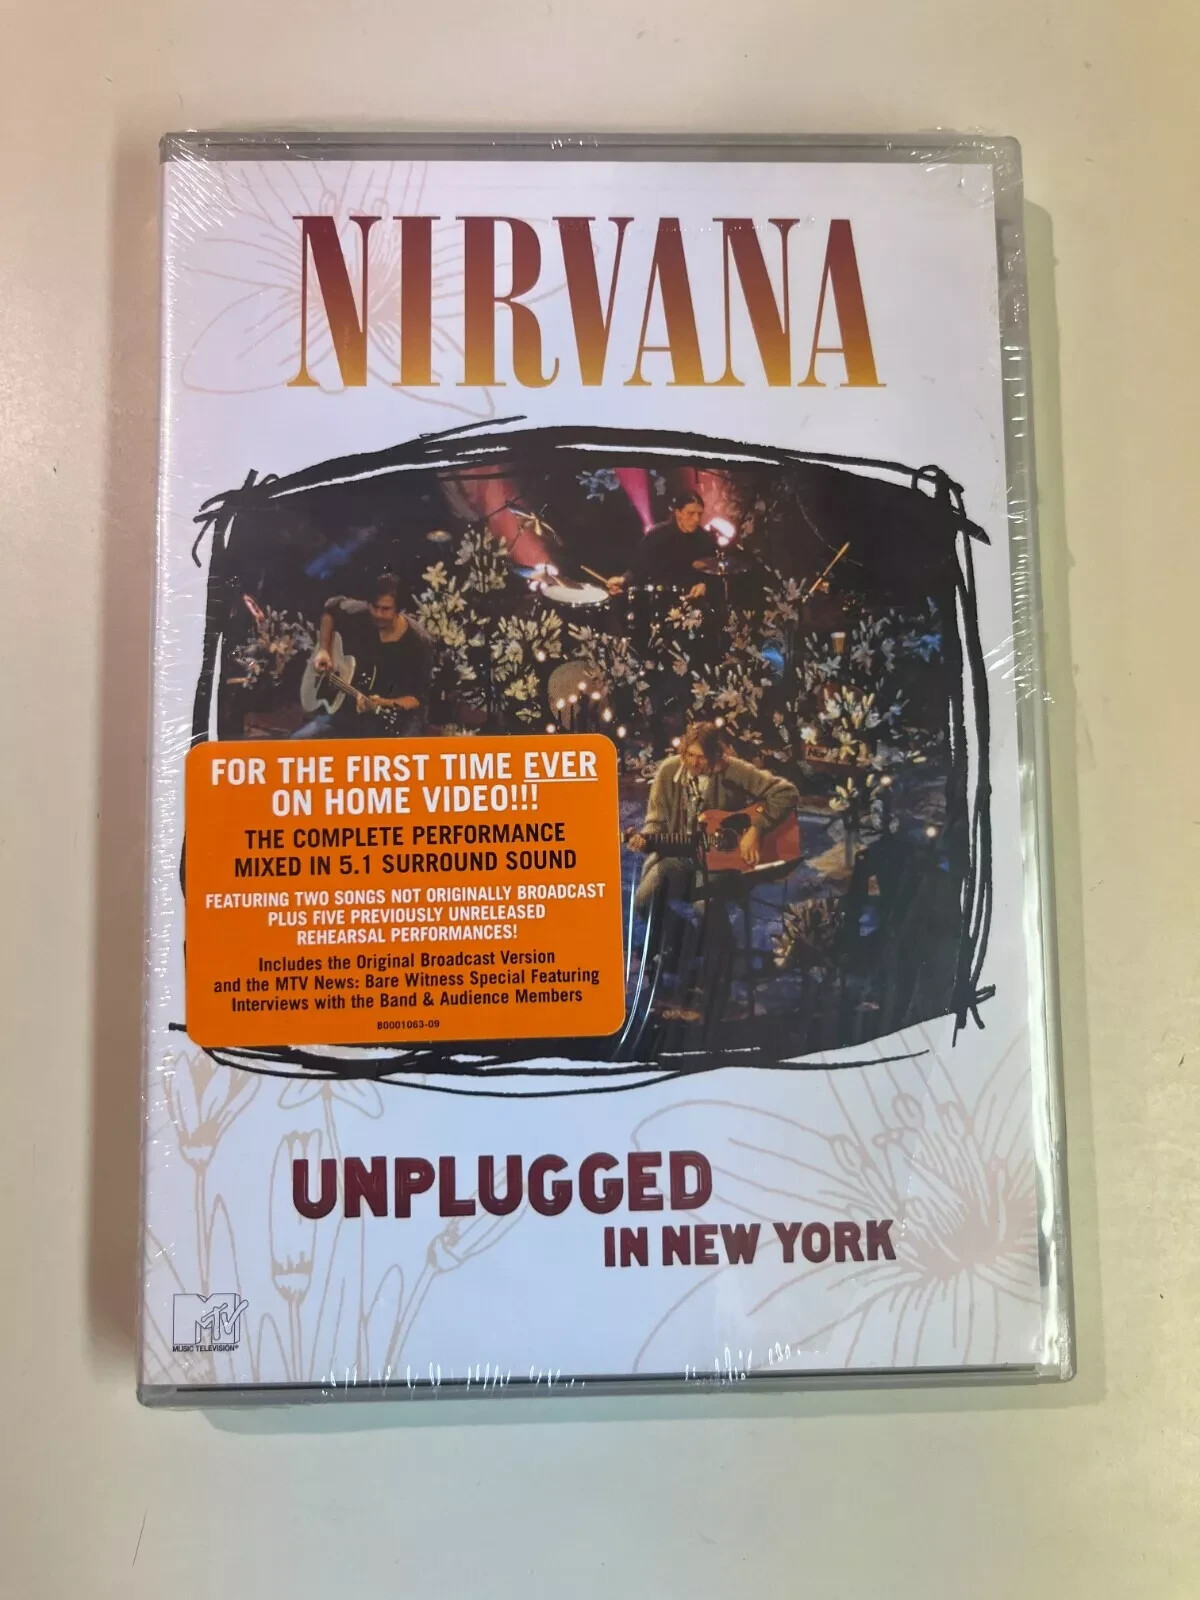 NIRVANA
FOR THE FIRST TIME EVER
ON HOME VIDEO!!!
THE COMPLETE PERFORMANCE
MIXED IN 5.1 SURROUND SOUND
FEATURING TWO SONGS NOT ORIGINALLY BROADCAST
PLUS FIVE PREVIOUSLY UNRELEASED
REHEARSAL PERFORMANCES!
Includes the Original Broadcast Version
and the MTV News: Bare Witness Special Featuring
Interviews with the Band & Audience Members
B0001063-09
UNPLUGGED
IN NEW YORK
MTV
MUSIC TELEVISION®